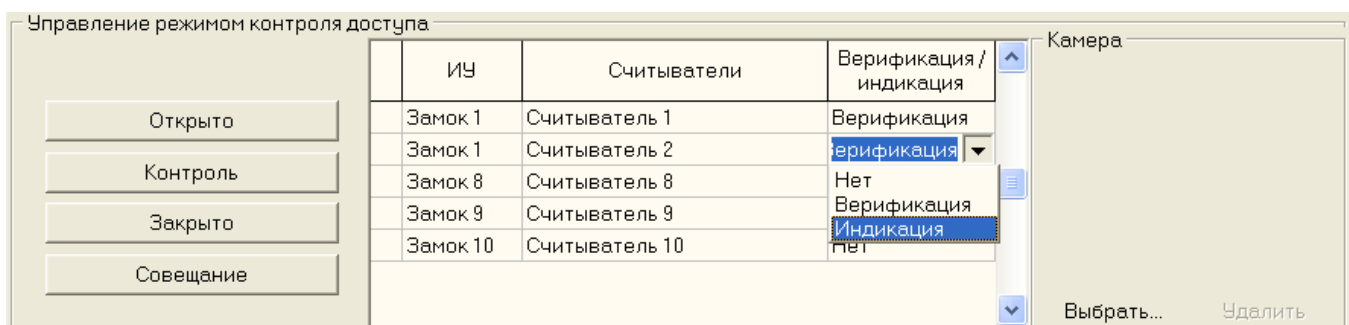 Управление режимом контроля доступа
Камера
ИУ Считыватели Верификация / индикация
Открыто
Контроль
Закрыто
Совещание
Замок 1 Считыватель 1 Верификация
Замок 1 Считыватель 2 Верификация
Замок 8 Считыватель 8
Замок 9 Считыватель 9
Замок 10 Считыватель 10 Нет
Нет
Верификация
Индикация
Выбрать... Удалить